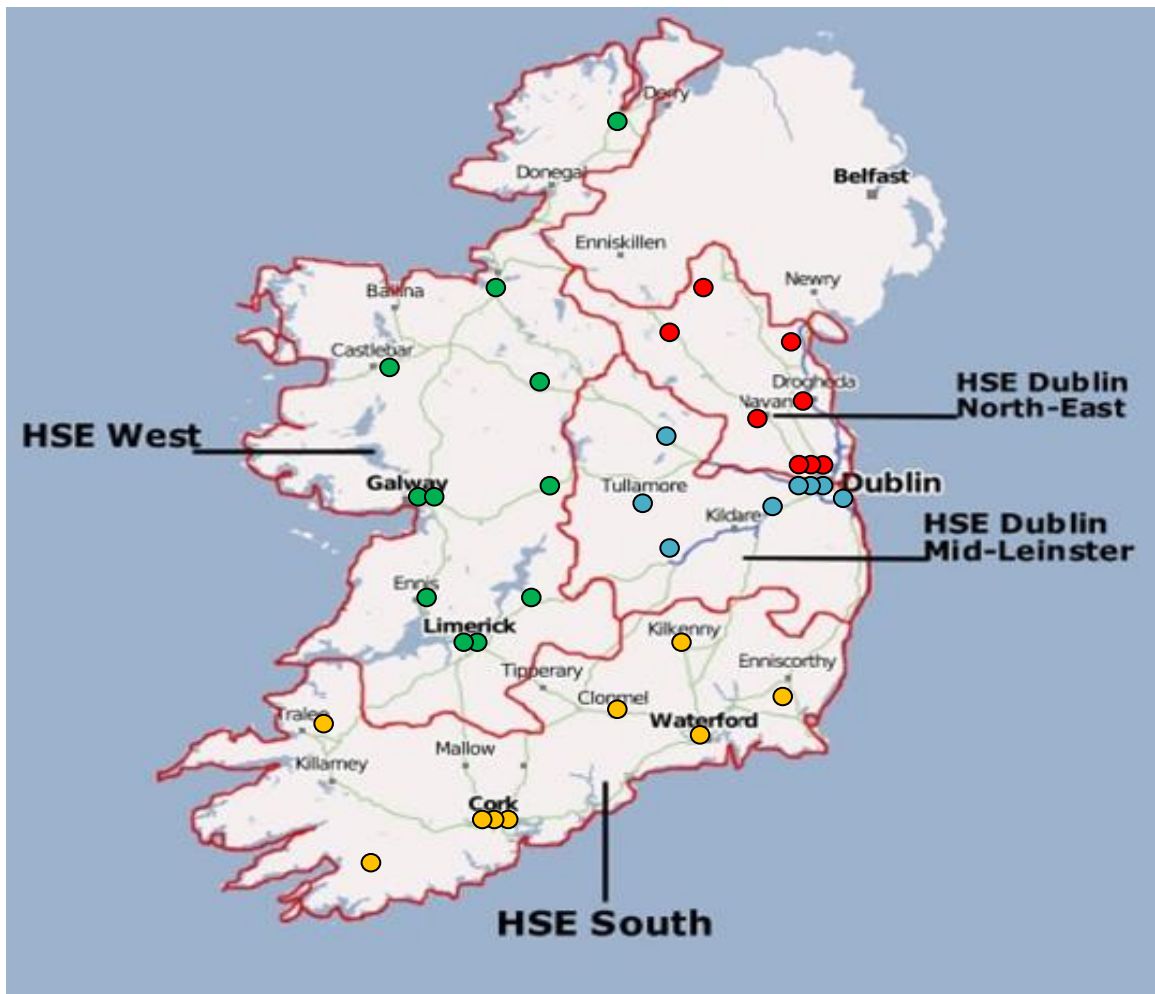 Derry
Donegal
Belfast
Enniskillen
Newry
Ballina
Castlebar
Drogheda
HSE Dublin
North-East
Navan
HSE West
Galway
Tullamore
Dublin
Kildare
HSE Dublin
Mid-Leinster
Ennis
Limerick
Kilkenny
Tipperary
Enniscorthy
Clonmel
Tralee
Waterford
Mallow
Killarney
Cork
HSE South